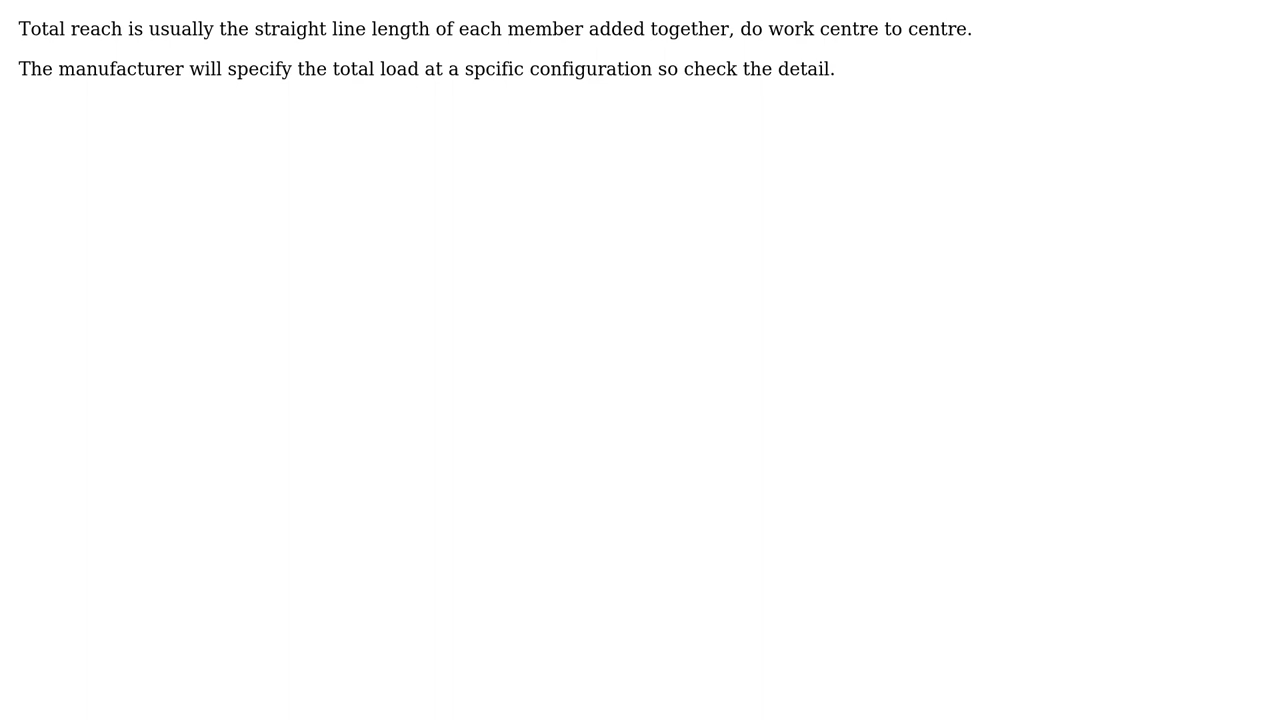 Total reach is usually the straight line length of each member added together, do work centre to centre.
The manufacturer will specify the total load at a spcific configuration so check the detail.